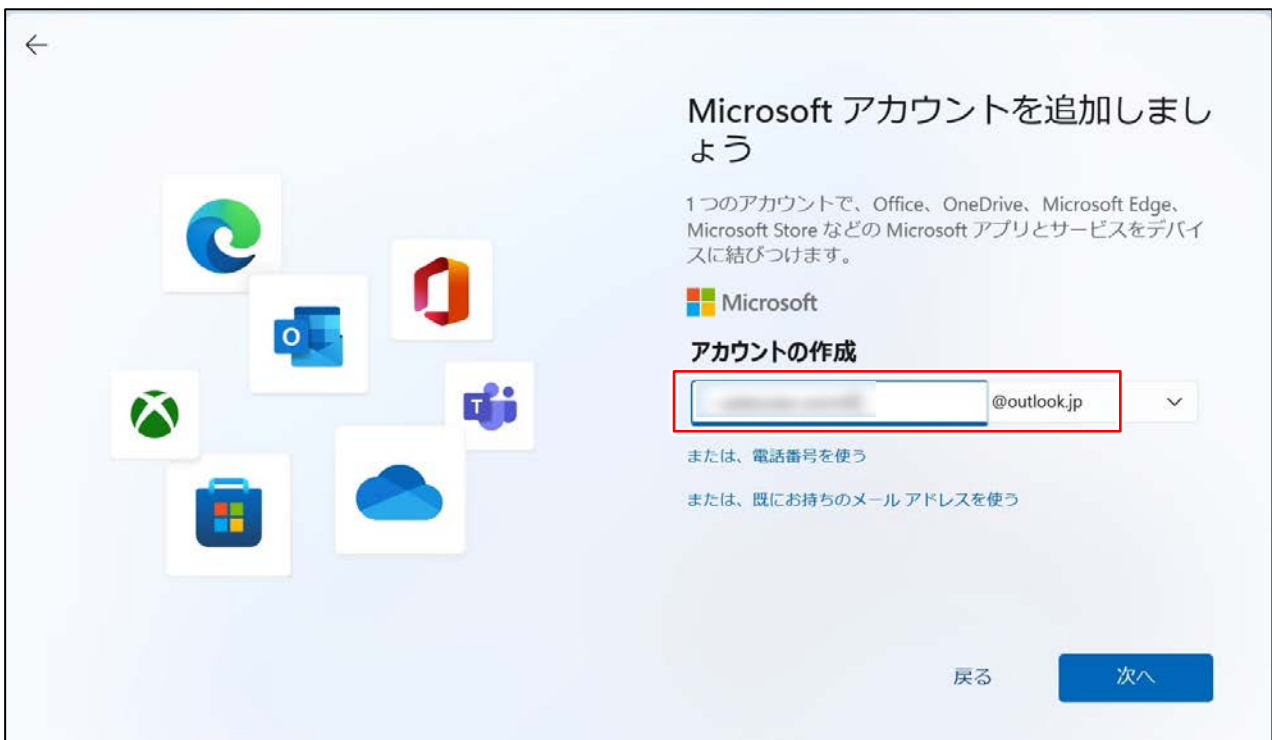 Microsoft アカウントを追加しまし
ょう
1 つのアカウントで、Office、OneDrive、Microsoft Edge、
Microsoft Store などの Microsoft アプリとサービスをデバイ
スに結びつけます。
Microsoft
アカウントの作成
@outlook.jp
または、電話番号を使う
または、既にお持ちのメール アドレスを使う
戻る
次へ